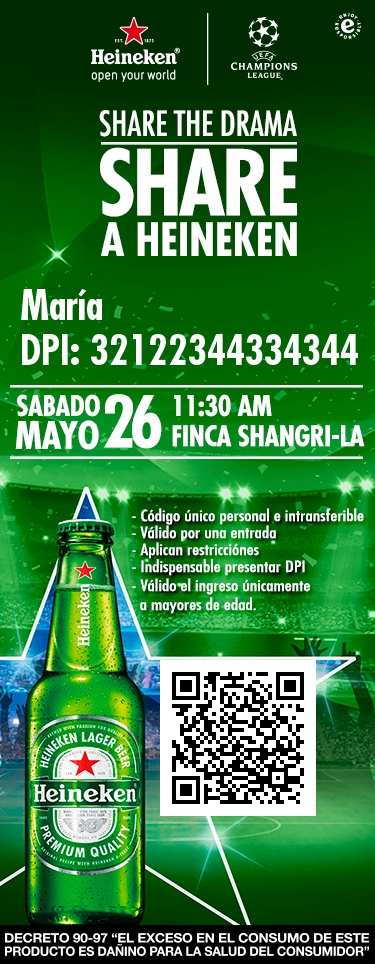 EST. 1873
Heineken®
open your world
UEFA
CHAMPIONS
LEAGUE®
ENJOY RESPONSIBLY
SHARE THE DRAMA
SHARE
A HEINEKEN
María
DPI: 32122344334344
SABADO
MAYO 26
11:30 AM
FINCA SHANGRI-LA
- Código único personal e intransferible
- Válido por una entrada
- Aplican restricciónes
- Indispensable presentar DPI
- Válido el ingreso únicamente
a mayores de edad.
Heineken
HEINEKEN LAGER BEER
Heineken®
PREMIUM QUALITY
DECRETO 90-97 “EL EXCESO EN EL CONSUMO DE ESTE
PRODUCTO ES DAÑINO PARA LA SALUD DEL CONSUMIDOR”